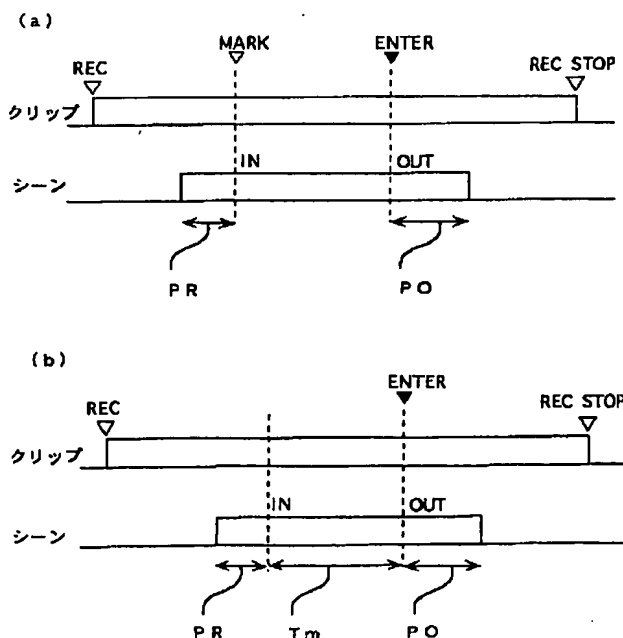 (a)
MARK ENTER
REC REC STOP
クリップ
IN OUT
シーン
PR PO
(b)
ENTER
REC REC STOP
クリップ
IN OUT
シーン
PR Tm PO